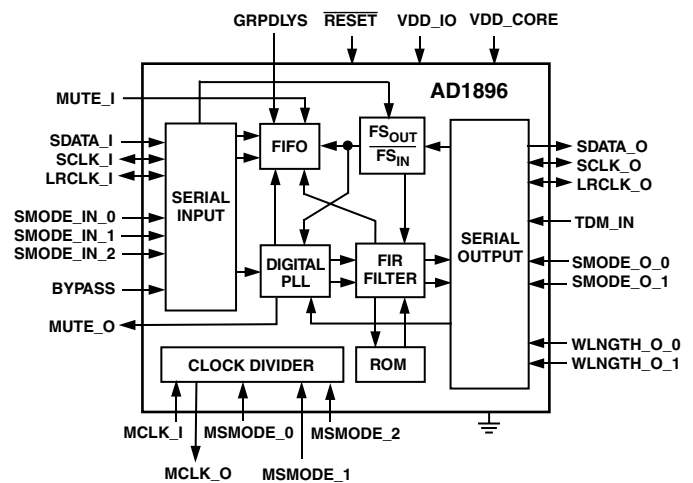 GRPDLYS RESET VDD_IO VDD_CORE
AD1896
MUTE_I
SDATA_I
SCLK_I
LRCLK_I
SMODE_IN_0
SMODE_IN_1
SMODE_IN_2
BYPASS
MUTE_O
SERIAL
INPUT
FIFO
FSOUT
FSIN
DIGITAL
PLL
FIR
FILTER
ROM
CLOCK DIVIDER
SERIAL
OUTPUT
SDATA_O
SCLK_O
LRCLK_O
TDM_IN
SMODE_O_0
SMODE_O_1
WLNGTH_O_0
WLNGTH_O_1
MCLK_I MSMODE_0 MSMODE_2
MCLK_O MSMODE_1